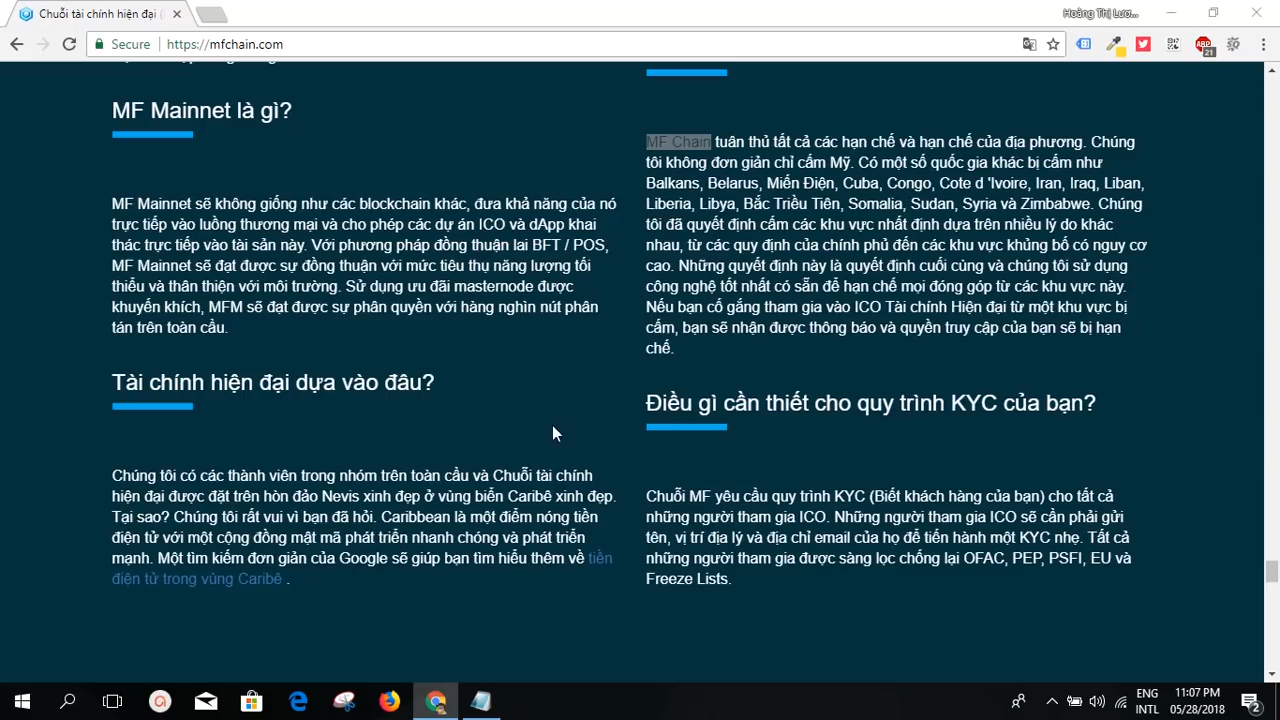 Chuỗi tài chính hiện đại (
Hoàng Thị Lươ...
Secure
https://mfchain.com
21
MF Mainnet là gì?
MF Mainnet sẽ không giống như các blockchain khác, đưa khả năng của nó
trực tiếp vào luồng thương mại và cho phép các dự án ICO và dApp khai
thác trực tiếp vào tài sản này. Với phương pháp đồng thuận lai BFT / POS,
MF Mainnet sẽ đạt được sự đồng thuận với mức tiêu thụ năng lượng tối
thiểu và thân thiện với môi trường. Sử dụng ưu đãi masternode được
khuyến khích, MFM sẽ đạt được sự phân quyền với hàng nghìn nút phân
tán trên toàn cầu.
Tài chính hiện đại dựa vào đâu?
Chúng tôi có các thành viên trong nhóm trên toàn cầu và Chuỗi tài chính
hiện đại được đặt trên hòn đảo Nevis xinh đẹp ở vùng biển Caribê xinh đẹp.
Tại sao? Chúng tôi rất vui vì bạn đã hỏi. Caribbean là một điểm nóng tiền
điện tử với một cộng đồng mật mã phát triển nhanh chóng và phát triển
mạnh. Một tìm kiếm đơn giản của Google sẽ giúp bạn tìm hiểu thêm về tiền
điện tử trong vùng Caribê .
MF Chain tuân thủ tất cả các hạn chế và hạn chế của địa phương. Chúng
tôi không đơn giản chỉ cấm Mỹ. Có một số quốc gia khác bị cấm như
Balkans, Belarus, Miến Điện, Cuba, Congo, Cote d 'Ivoire, Iran, Iraq, Liban,
Liberia, Libya, Bắc Triều Tiên, Somalia, Sudan, Syria và Zimbabwe. Chúng
tôi đã quyết định cấm các khu vực nhất định dựa trên nhiều lý do khác
nhau, từ các quy định của chính phủ đến các khu vực khủng bố có nguy cơ
cao. Những quyết định này là quyết định cuối cùng và chúng tôi sử dụng
công nghệ tốt nhất có sẵn để hạn chế mọi đóng góp từ các khu vực này.
Nếu bạn cố gắng tham gia vào ICO Tài chính Hiện đại từ một khu vực bị
cấm, bạn sẽ nhận được thông báo và quyền truy cập của bạn sẽ bị hạn
chế.
Điều gì cần thiết cho quy trình KYC của bạn?
Chuỗi MF yêu cầu quy trình KYC (Biết khách hàng của bạn) cho tất cả
những người tham gia ICO. Những người tham gia ICO sẽ cần phải gửi
tên, vị trí địa lý và địa chỉ email của họ để tiến hành một KYC nhẹ. Tất cả
những người tham gia được sàng lọc chống lại OFAC, PEP, PSFI, EU và
Freeze Lists.
ENG
INTL
11:07 PM
05/28/2018
2